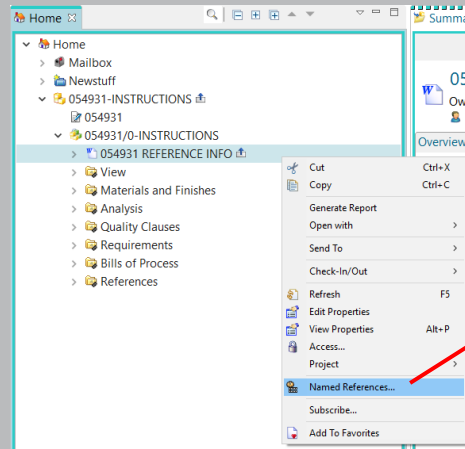 Home
Summa
Home
Mailbox
Newstuff
054931-INSTRUCTIONS
054931
054931/0-INSTRUCTIONS
054931 REFERENCE INFO
View
Materials and Finishes
Analysis
Quality Clauses
Requirements
Bills of Process
References
05
Ow
Overview
Cut Ctrl+X
Copy Ctrl+C
Generate Report
Open with
Send To
Check-In/Out
Refresh F5
Edit Properties
View Properties Alt+P
Access...
Project
Named References...
Subscribe...
Add To Favorites